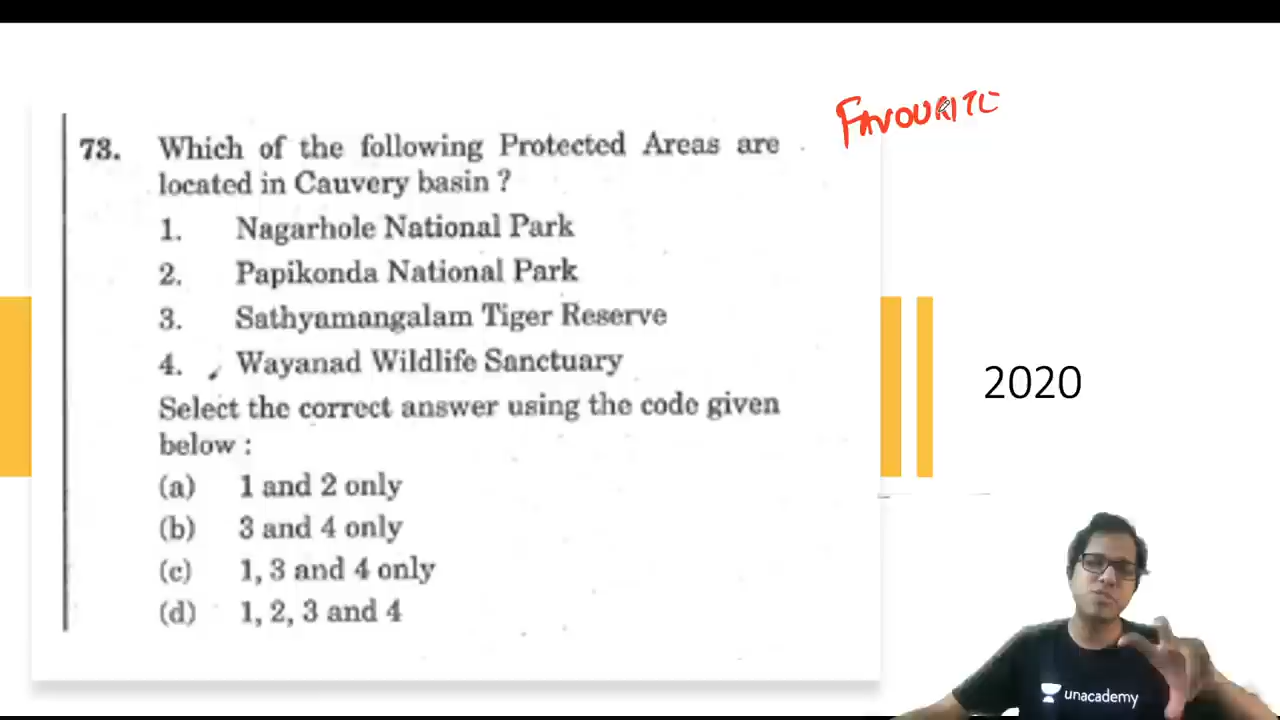 FAVOURITE
73. Which of the following Protected Areas are
located in Cauvery basin ?
1. Nagarhole National Park
2. Papikonda National Park
3. Sathyamangalam Tiger Reserve
4. Wayanad Wildlife Sanctuary
Select the correct answer using the code given
below :
(a) 1 and 2 only
(b) 3 and 4 only
(c) 1, 3 and 4 only
(d) 1, 2, 3 and 4
2020
unacademy